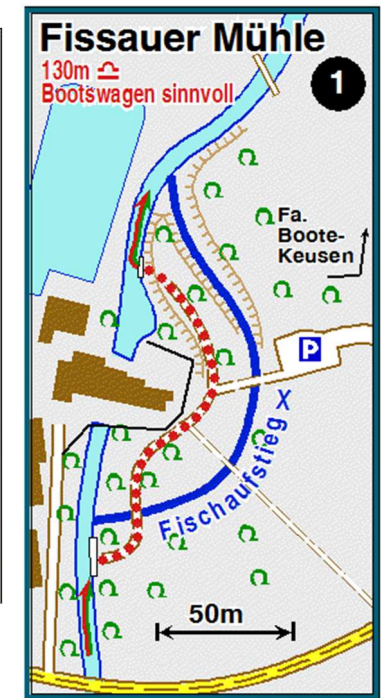 Fissauer Mühle
130m
Bootswagen sinnvoll
1
Fa.
Boote-
Keusen
P
Fischaufstieg X
50m